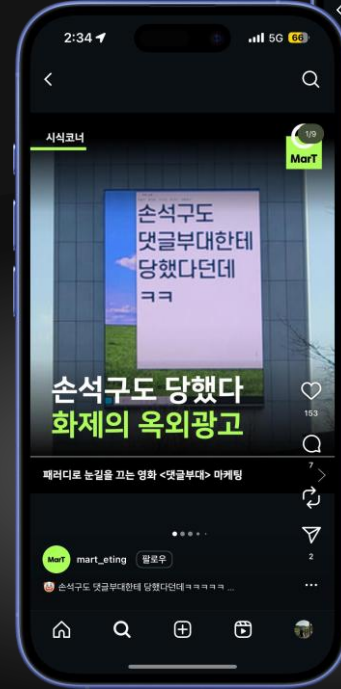 2:34
5G 66
시식코너
1/9
MarT
손석구도
댓글부대한테
당했다던데
ㅋㅋ
손석구도 당했다
화제의 옥외광고
153
7
패러디로 눈길을 끄는 영화 <댓글부대> 마케팅
2
MarT mart_eting 팔로우
🤡 손석구도 댓글부대한테 당했다던데ㅋㅋㅋㅋㅋ ...